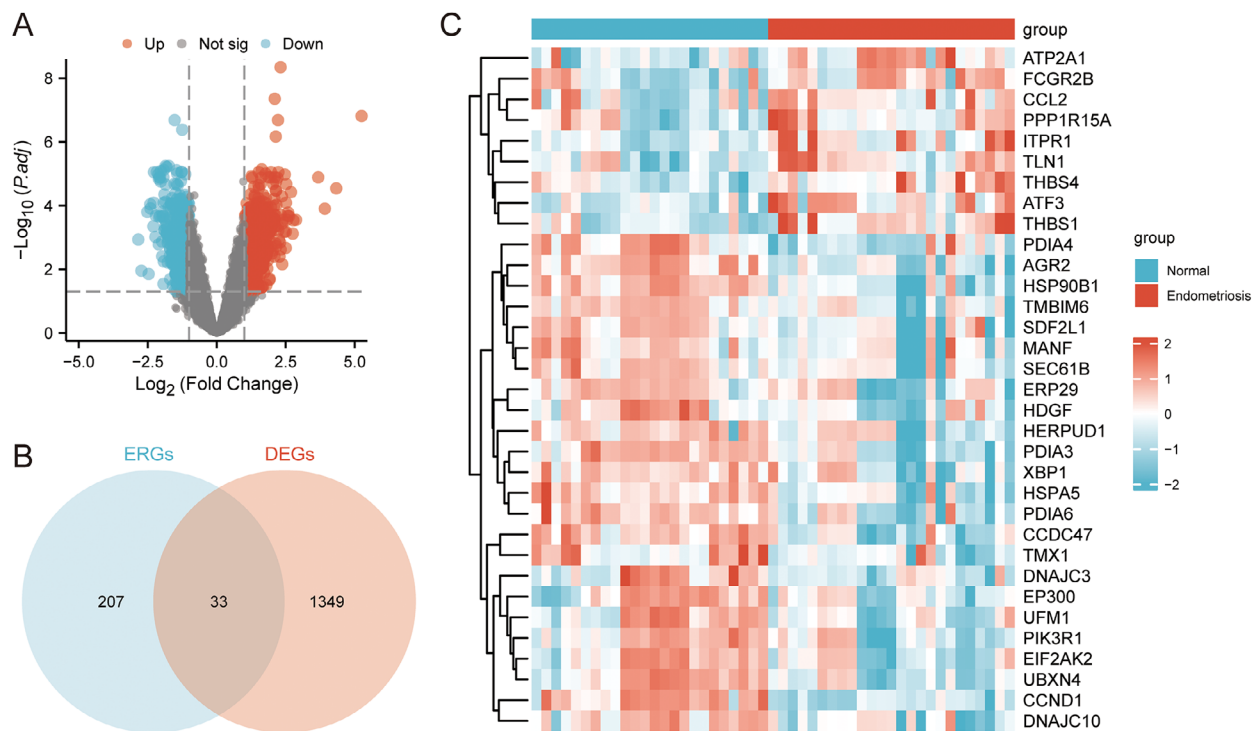 A
Up Not sig Down
8
6
4
2
0
−Log10 (P.adj)
−5.0 −2.5 0.0 2.5 5.0
Log2 (Fold Change)
B
ERGs DEGs
207 33 1349
C
group
ATP2A1
FCGR2B
CCL2
PPP1R15A
ITPR1
TLN1
THBS4
ATF3
THBS1
PDIA4
AGR2
HSP90B1
TMBIM6
SDF2L1
MANF
SEC61B
ERP29
HDGF
HERPUD1
PDIA3
XBP1
HSPA5
PDIA6
CCDC47
TMX1
DNAJC3
EP300
UFM1
PIK3R1
EIF2AK2
UBXN4
CCND1
DNAJC10
group
Normal
Endometriosis
2
1
0
−1
−2